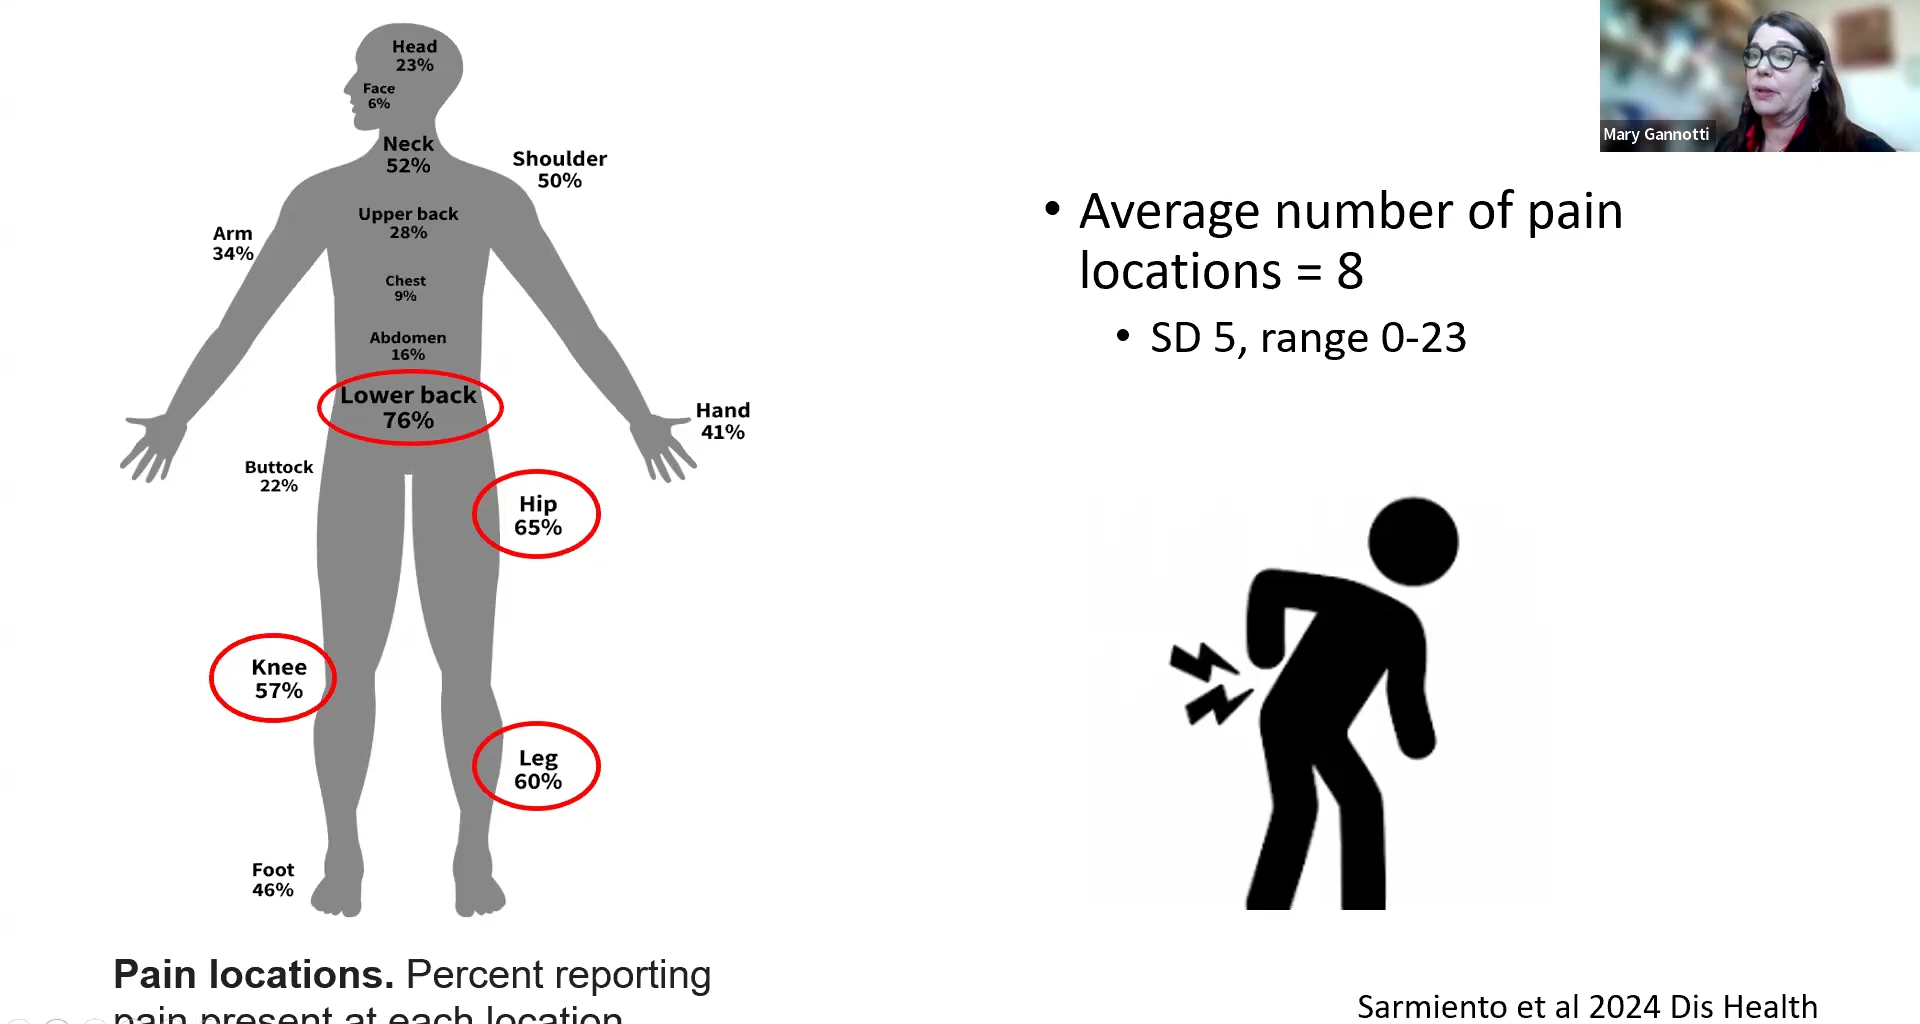 Head
23%
Face
6%
Neck
52%
Shoulder
50%
Upper back
28%
Arm
34%
Chest
9%
Abdomen
16%
Lower back
76%
Hand
41%
Buttock
22%
Hip
65%
Knee
57%
Leg
60%
Foot
46%
Pain locations. Percent reporting
pain present at each location
• Average number of pain
locations = 8
• SD 5, range 0-23
Sarmiento et al 2024 Dis Health
Mary Gannotti